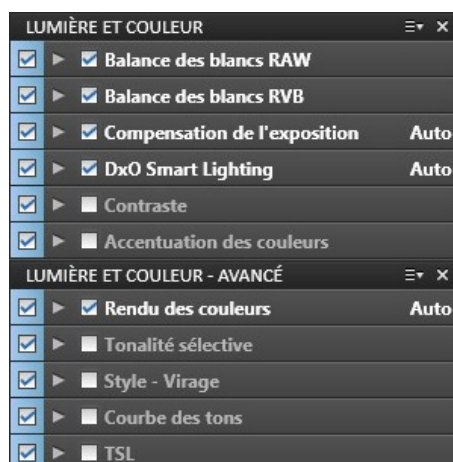 LUMIÈRE ET COULEUR
Balance des blancs RAW
Balance des blancs RVB
Compensation de l'exposition Auto
DxO Smart Lighting Auto
Contraste
Accentuation des couleurs
LUMIÈRE ET COULEUR - AVANCÉ
Rendu des couleurs Auto
Tonalité sélective
Style - Virage
Courbe des tons
TSL